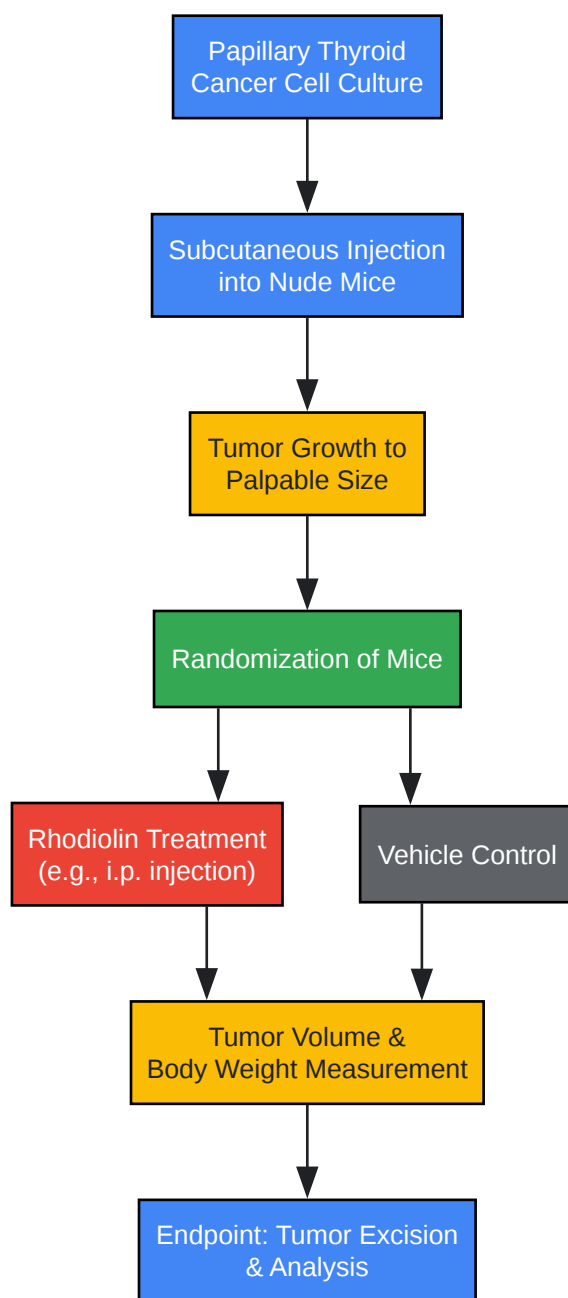 Papillary Thyroid
Cancer Cell Culture
Subcutaneous Injection
into Nude Mice
Tumor Growth to
Palpable Size
Randomization of Mice
Rhodiolin Treatment
(e.g., i.p. injection)
Vehicle Control
Tumor Volume &
Body Weight Measurement
Endpoint: Tumor Excision
& Analysis